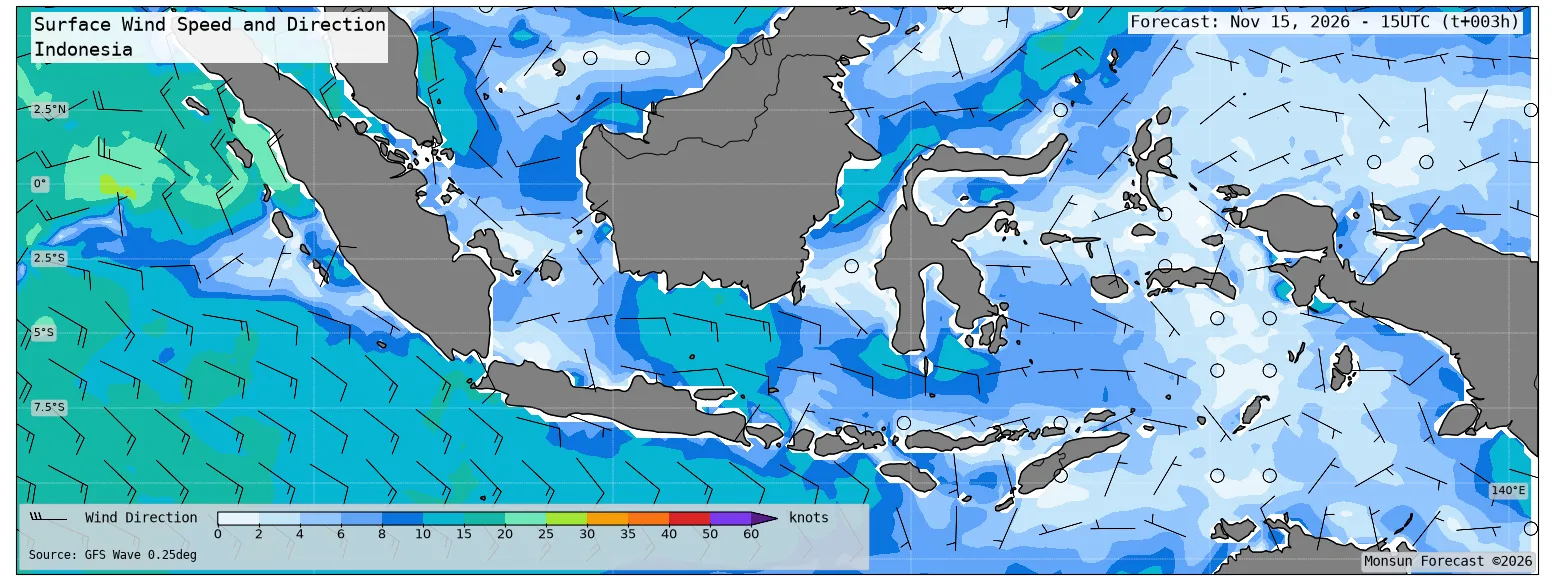 Surface Wind Speed and Direction
Indonesia
Forecast: Nov 15, 2026 - 15UTC (t+003h)
2.5°N
0°
2.5°S
5°S
7.5°S
140°E
Wind Direction
0 2 4 6 8 10 15 20 25 30 35 40 50 60
knots
Source: GFS Wave 0.25deg
Monsun Forecast ©2026